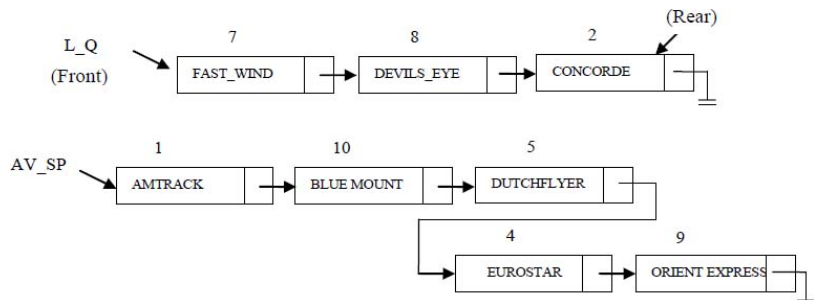 (Rear)
7 8 2
L_Q
(Front)
FAST_WIND DEVILS_EYE CONCORDE
1 10 5
AV_SP
AMTRACK BLUE MOUNT DUTCHFLYER
4 9
EUROSTAR ORIENT EXPRESS